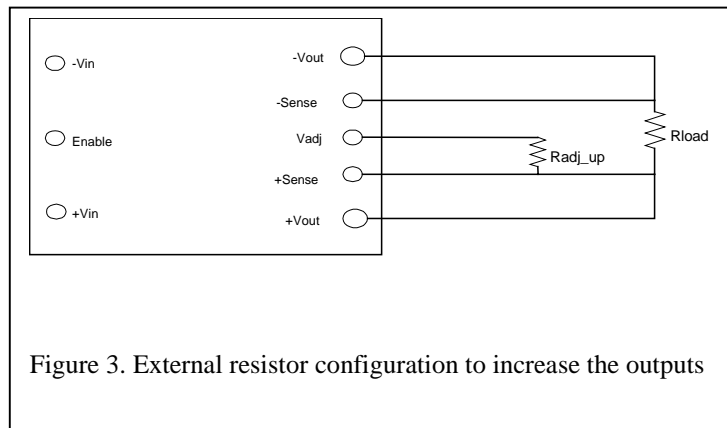 -Vin
Enable
+Vin
-Vout
-Sense
Vadj
+Sense
+Vout
Radj_up
Rload
Figure 3. External resistor configuration to increase the outputs